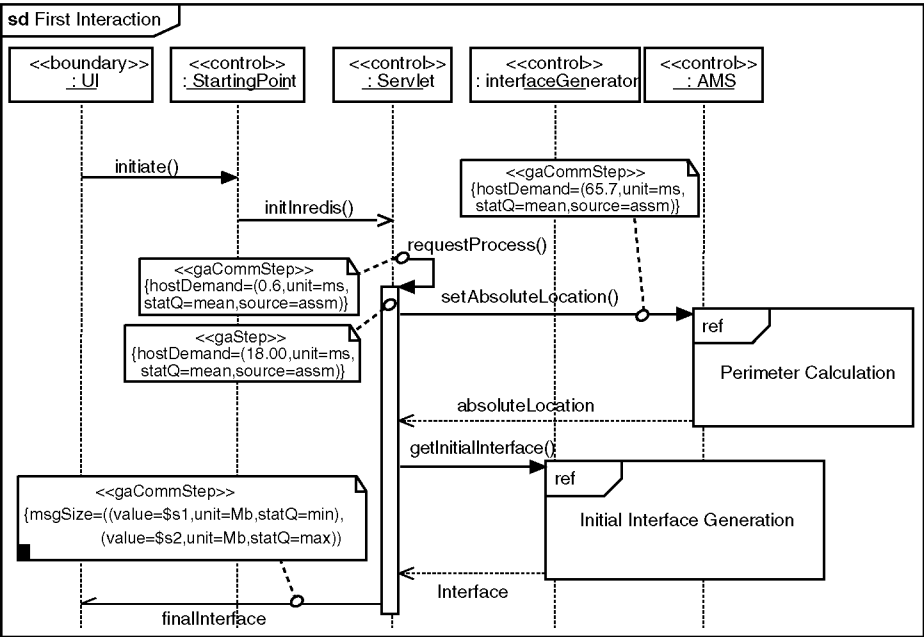 sd First Interaction
<<boundary>>
: UI
<<control>>
: StartingPoint
<<control>>
: Servlet
<<control>>
: interfaceGenerator
<<control>>
: AMS
initiate()
<<gaCommStep>>
{hostDemand=(65.7,unit=ms,
statQ=mean,source=assm)}
initInredis()
requestProcess()
<<gaCommStep>>
{hostDemand=(0.6,unit=ms,
statQ=mean,source=assm)}
setAbsoluteLocation()
<<gaStep>>
{hostDemand=(18.00,unit=ms,
statQ=mean,source=assm)}
ref
Perimeter Calculation
absoluteLocation
getInitialInterface()
ref
Initial Interface Generation
<<gaCommStep>>
{msgSize=((value=$s1,unit=Mb,statQ=min),
(value=$s2,unit=Mb,statQ=max))
Interface
finalInterface